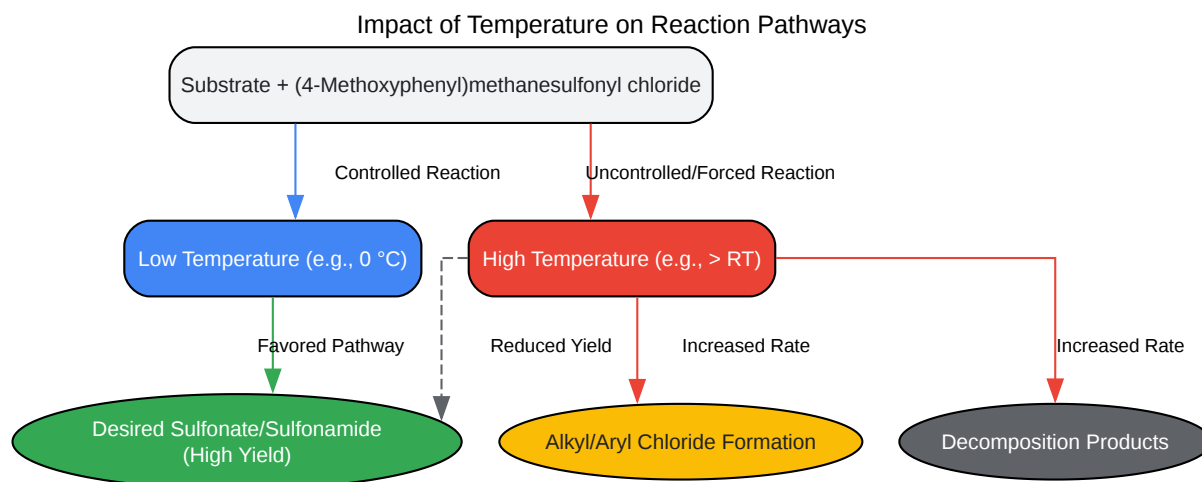 Impact of Temperature on Reaction Pathways
Substrate + (4-Methoxyphenyl)methanesulfonyl chloride
Controlled Reaction
Uncontrolled/Forced Reaction
Low Temperature (e.g., 0 °C)
High Temperature (e.g., > RT)
Favored Pathway
Reduced Yield
Increased Rate
Increased Rate
Desired Sulfonate/Sulfonamide
(High Yield)
Alkyl/Aryl Chloride Formation
Decomposition Products